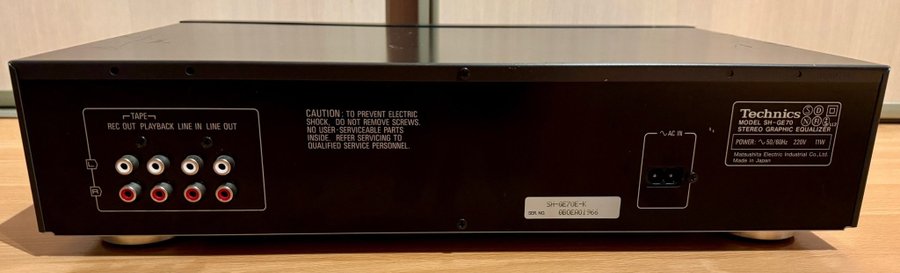 TAPE
REC OUT PLAYBACK LINE IN LINE OUT
L
R
CAUTION: TO PREVENT ELECTRIC
SHOCK, DO NOT REMOVE SCREWS.
NO USER-SERVICEABLE PARTS
INSIDE. REFER SERVICING TO
QUALIFIED SERVICE PERSONNEL.
SH-GE70E-K
SER. NO. 0B0EA01966
~AC IN
Technics
MODEL SH-GE70
STEREO GRAPHIC EQUALIZER
POWER: ~50/60Hz 220V 11W
Matsushita Electric Industrial Co., Ltd.
Made in Japan